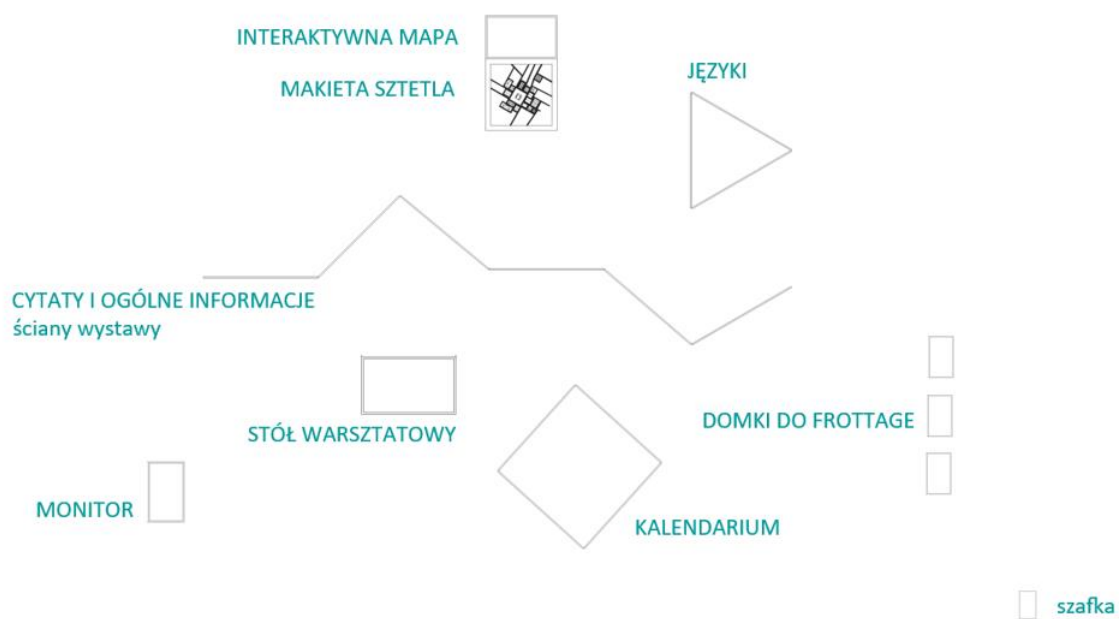 INTERAKTYWNA MAPA
MAKIETA SZTETLA
JĘZYKI
CYTATY I OGÓLNE INFORMACJE
ściany wystawy
STÓŁ WARSZTATOWY
DOMKI DO FROTTAGE
MONITOR
KALENDARIUM
szafka